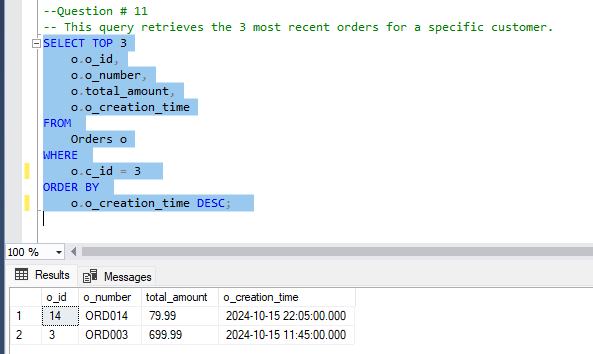 --Question # 11
-- This query retrieves the 3 most recent orders for a specific customer.
SELECT TOP 3
o.o_id,
o.o_number,
o.total_amount,
o.o_creation_time
FROM
Orders o
WHERE
o.c_id = 3
ORDER BY
o.o_creation_time DESC;
100 %
Results Messages
o_id o_number total_amount o_creation_time
1 14 ORD014 79.99 2024-10-15 22:05:00.000
2 3 ORD003 699.99 2024-10-15 11:45:00.000